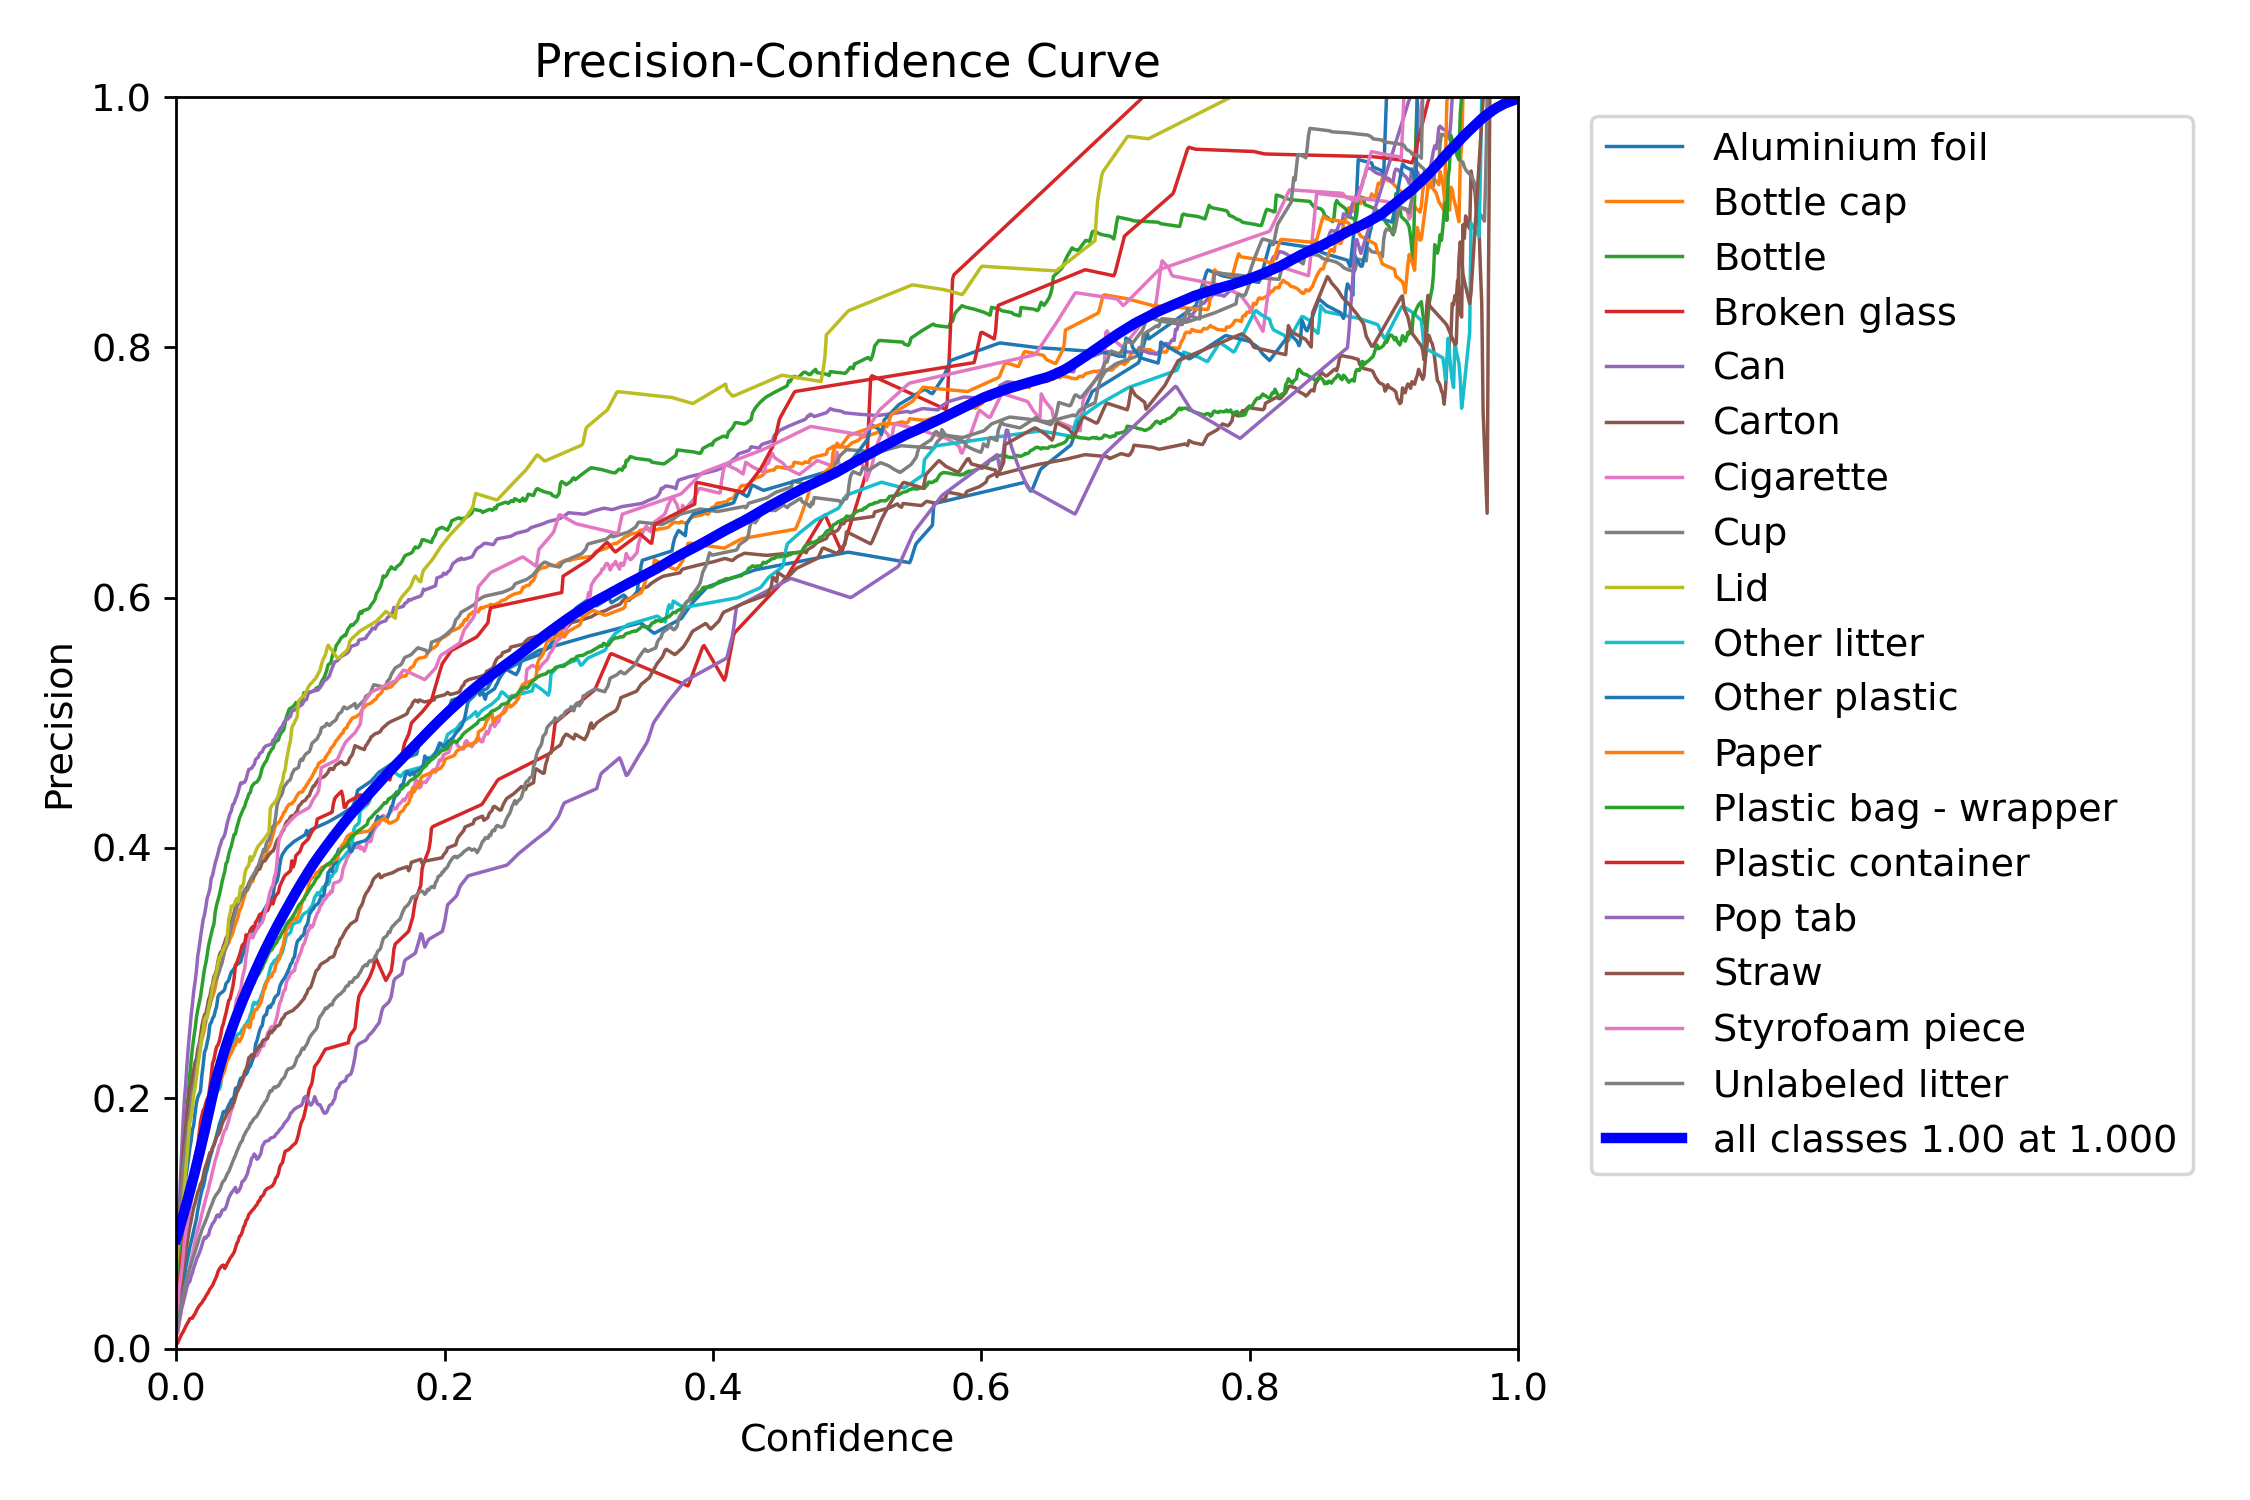 Precision-Confidence Curve
1.0
0.8
0.6
0.4
0.2
0.0
Precision
0.0 0.2 0.4 0.6 0.8 1.0
Confidence
Aluminium foil
Bottle cap
Bottle
Broken glass
Can
Carton
Cigarette
Cup
Lid
Other litter
Other plastic
Paper
Plastic bag - wrapper
Plastic container
Pop tab
Straw
Styrofoam piece
Unlabeled litter
all classes 1.00 at 1.000